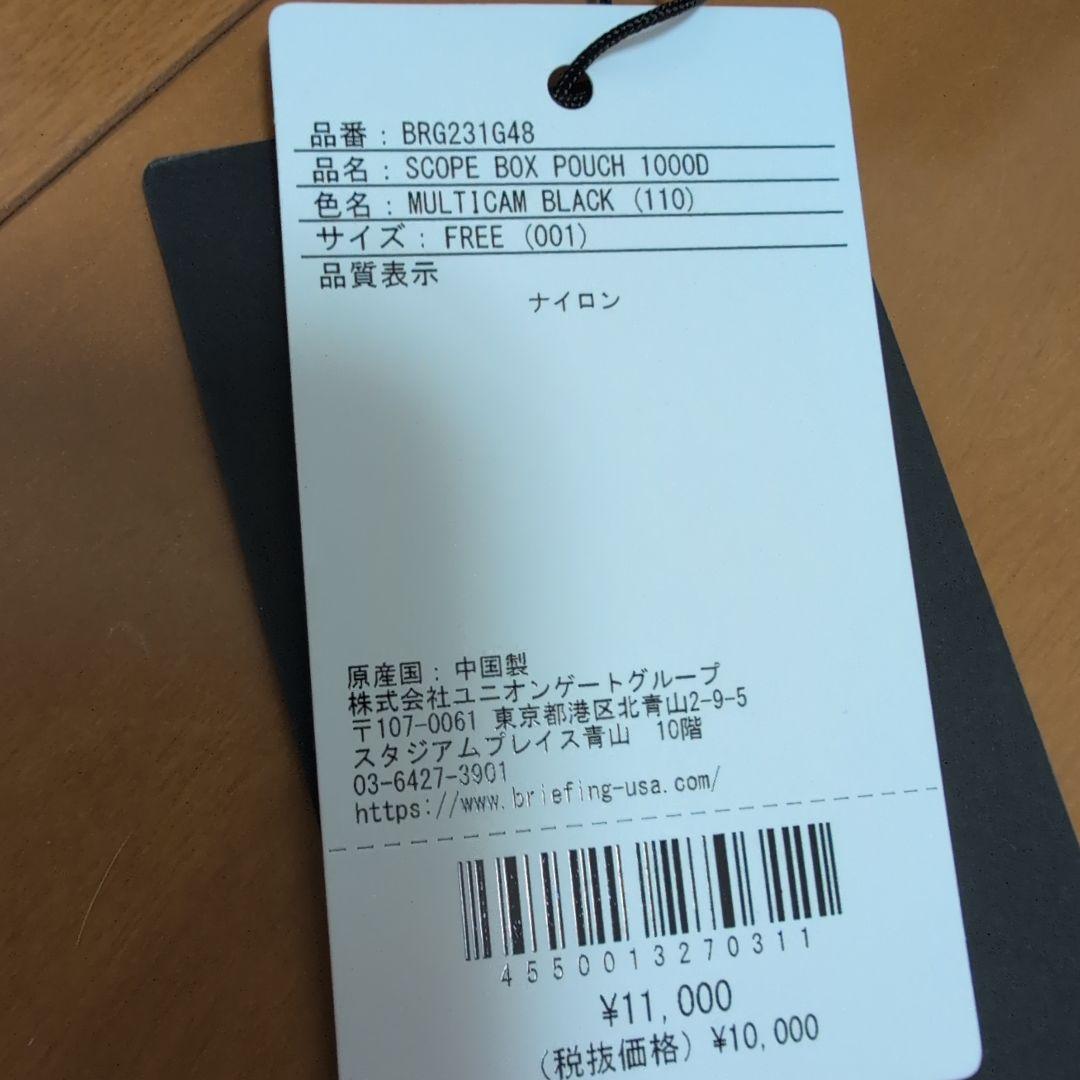 品番 : BRG231G48
品名 : SCOPE BOX POUCH 1000D
色名 : MULTICAM BLACK (110)
サイズ : FREE (001)
品質表示
ナイロン
原産国 : 中国製
株式会社ユニオンゲートグループ
〒107-0061 東京都港区北青山2-9-5
スタジアムプレイス青山 10階
03-6427-3901
https://www.briefing-usa.com/
4550013270311
¥11,000
(税抜価格) ¥10,000